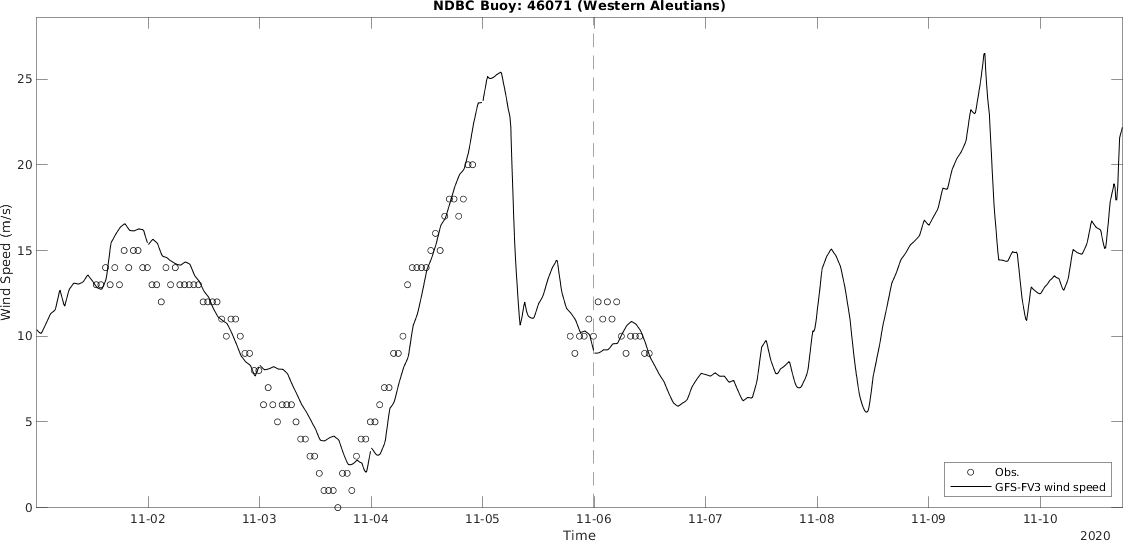 NDBC Buoy: 46071 (Western Aleutians)
Wind Speed (m/s)
25
20
15
10
5
0
Obs.
GFS-FV3 wind speed
11-02 11-03 11-04 11-05 11-06 11-07 11-08 11-09 11-10
Time
2020